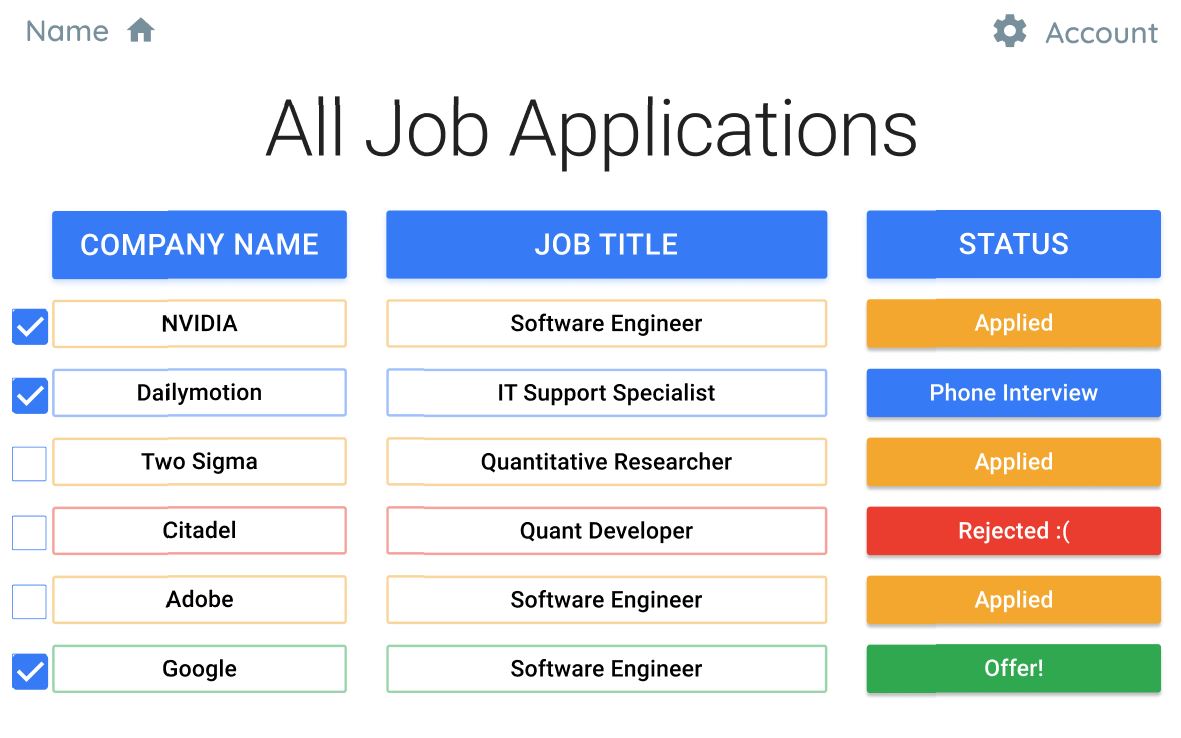 Name Account
All Job Applications
COMPANY NAME JOB TITLE STATUS
NVIDIA Software Engineer Applied
Dailymotion IT Support Specialist Phone Interview
Two Sigma Quantitative Researcher Applied
Citadel Quant Developer Rejected :(
Adobe Software Engineer Applied
Google Software Engineer Offer!